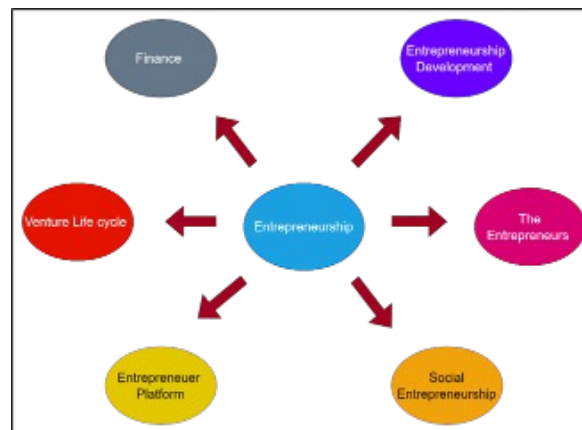 Finance
Entrepreneurship
Development
Venture Life cycle
Entrepreneurship
The
Entrepreneurs
Entrepreneuer
Platform
Social
Entrepreneurship